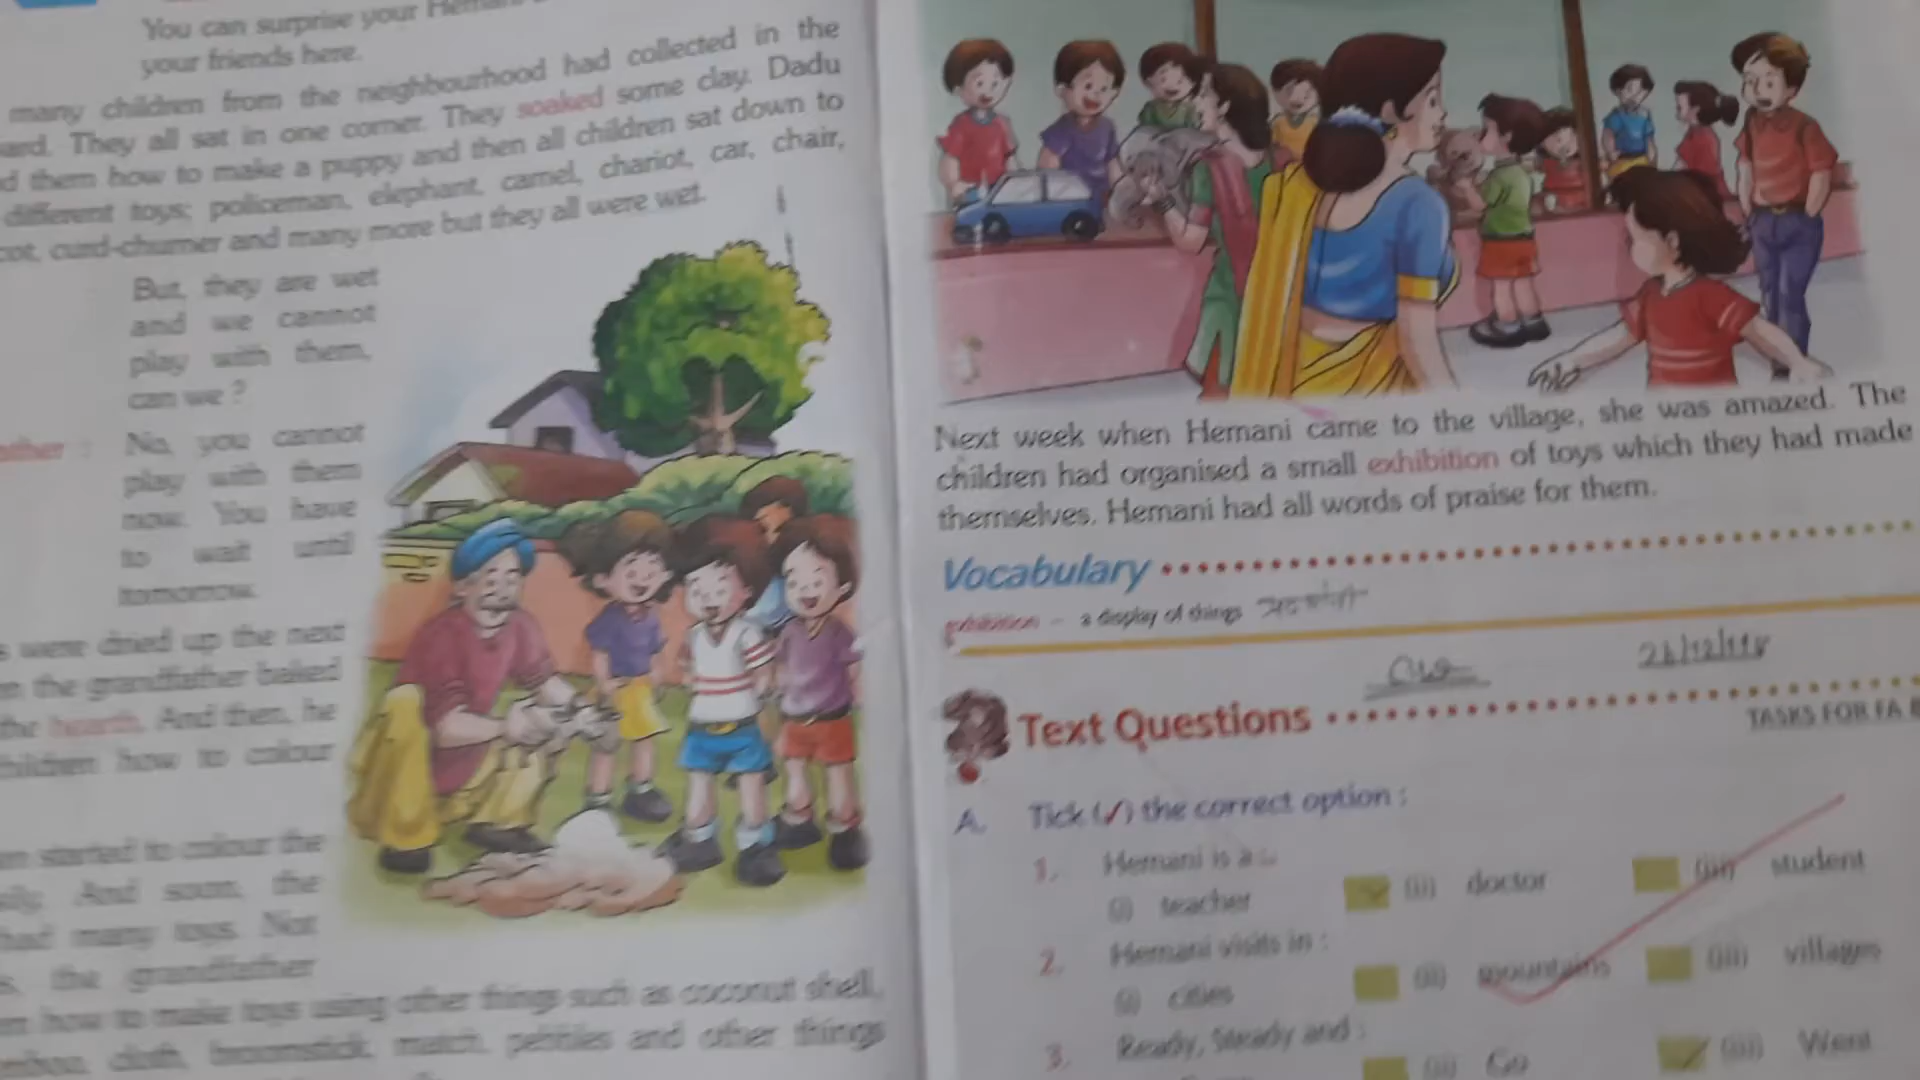 You can surprise your Hemani
your friends here.
many children from the neighbourhood had collected in the
They all sat in one corner. They soaked some clay. Dadu
them how to make a puppy and then all children sat down to
different toys; policeman, elephant, camel, chariot, car, chair,
curd-churner and many more but they all were wet.
But, they are wet
and we cannot
play with them,
can we ?
: No, you cannot
play with them
now. You have
to wait until
tomorrow.
were dried up the next
the grandfather baked
the hearth. And then, he
how to colour
started to colour the
And soon, the
had many toys. Not
the grandfather
how to make toys using other things such as coconut shell,
cloth, broomstick, match, pebbles and other things
Next week when Hemani came to the village, she was amazed. The
children had organised a small exhibition of toys which they had made
themselves. Hemani had all words of praise for them.
Vocabulary
exhibition – a display of things
Text Questions
TASKS FOR FA
A. Tick (✓) the correct option :
1. Hemani is a :
(i) teacher (ii) doctor (iii) student
2. Hemani visits in :
(i) cities (ii) mountains (iii) villages
3. Ready, Steady and :
(ii) Go (iii) Went